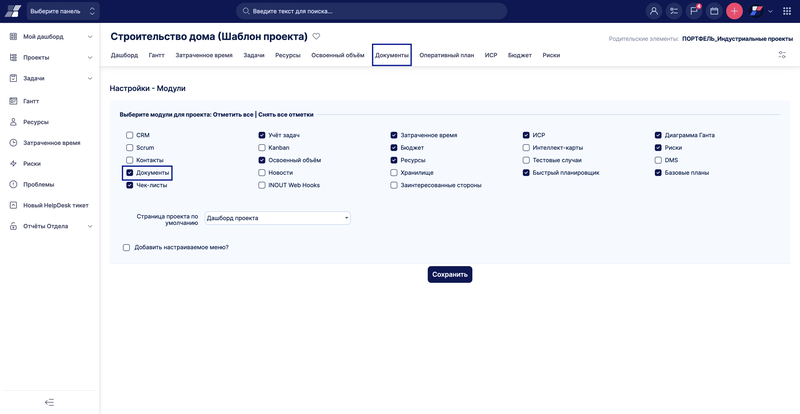 Выберите панель
Введите текст для поиска...
4
Мой дашборд
Проекты
Задачи
Гантт
Ресурсы
Затраченное время
Риски
Проблемы
Новый HelpDesk тикет
Отчёты Отдела
Строительство дома (Шаблон проекта)
Родительские элементы: ПОРТФЕЛЬ_Индустриальные проекты
Дашборд Гантт Затраченное время Задачи Ресурсы Освоенный объём Документы Оперативный план ИСР Бюджет Риски
Настройки - Модули
Выберите модули для проекта: Отметить все | Снять все отметки
CRM Учёт задач Затраченное время ИСР Диаграмма Ганта
Scrum Kanban Бюджет Интеллект-карты Риски
Контакты Освоенный объём Ресурсы Тестовые случаи DMS
Документы Новости Хранилище Быстрый планировщик Базовые планы
Чек-листы INOUT Web Hooks Заинтересованные стороны
Страница проекта по
умолчанию
Дашборд проекта
Добавить настраиваемое меню?
Сохранить